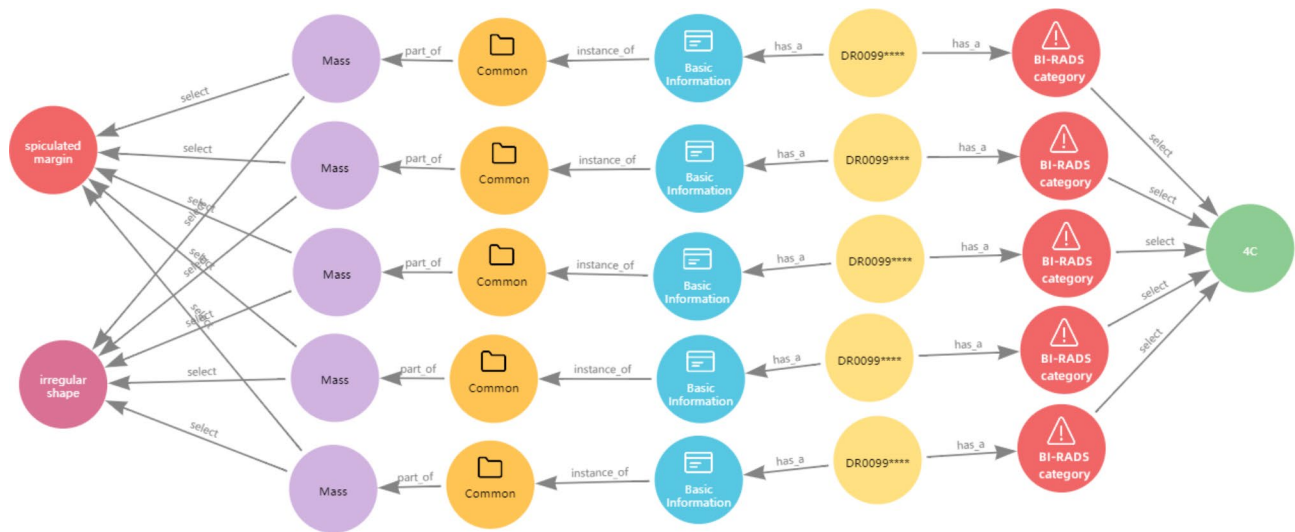 Mass
part_of
Common
instance_of
Basic
Information
has_a
DR0099****
has_a
BI-RADS
category
select
select
spiculated
margin
select
Mass
part_of
Common
instance_of
Basic
Information
has_a
DR0099****
has_a
BI-RADS
category
select
select
select
Mass
part_of
Common
instance_of
Basic
Information
has_a
DR0099****
has_a
BI-RADS
category
select
4C
select
select
select
select
irregular
shape
select
Mass
part_of
Common
instance_of
Basic
Information
has_a
DR0099****
has_a
BI-RADS
category
select
select
select
Mass
part_of
Common
instance_of
Basic
Information
has_a
DR0099****
has_a
BI-RADS
category